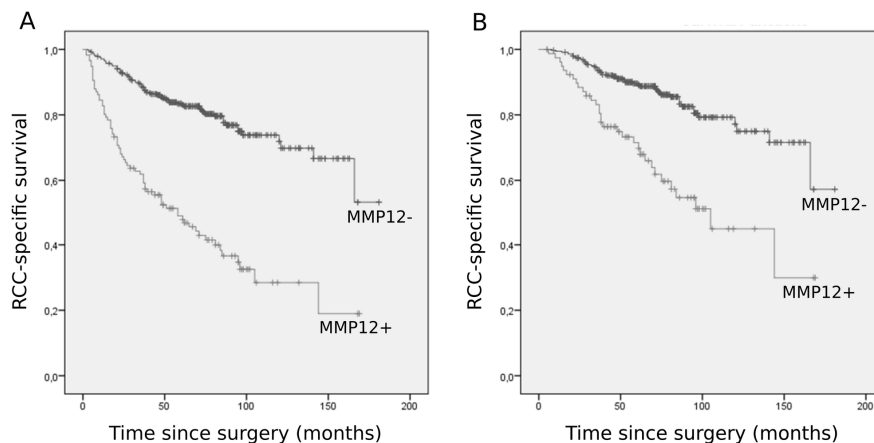 A
RCC-specific survival
1,0
0,8
0,6
0,4
0,2
0,0
MMP12-
MMP12+
0
50
100
150
200
Time since surgery (months)
B
RCC-specific survival
1,0
0,8
0,6
0,4
0,2
0,0
MMP12-
MMP12+
0
50
100
150
200
Time since surgery (months)